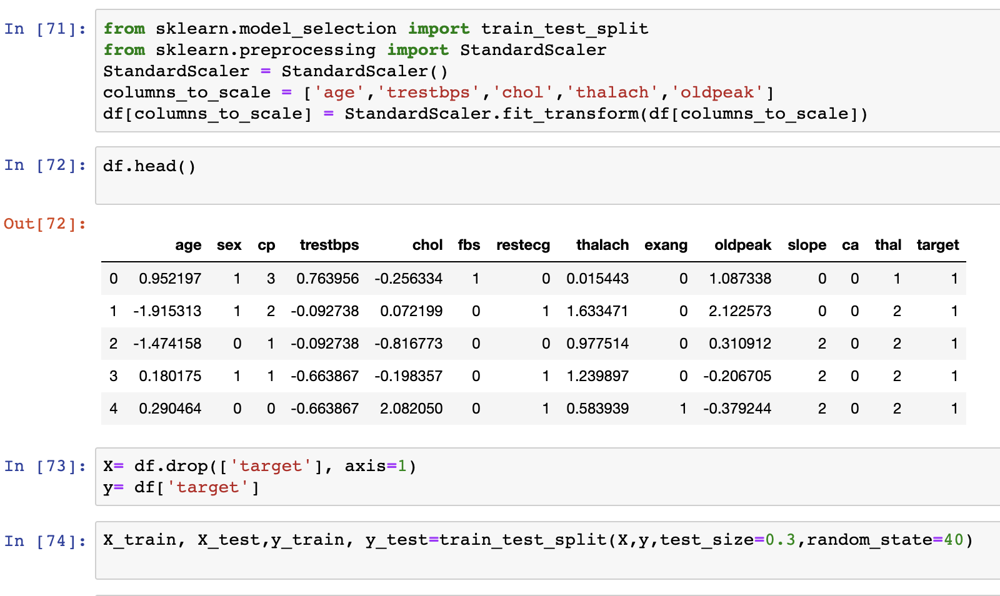 In [71]: from sklearn.model_selection import train_test_split
from sklearn.preprocessing import StandardScaler
StandardScaler = StandardScaler()
columns_to_scale = ['age','trestbps','chol','thalach','oldpeak']
df[columns_to_scale] = StandardScaler.fit_transform(df[columns_to_scale])
In [72]: df.head()
Out[72]:
age sex cp trestbps chol fbs restecg thalach exang oldpeak slope ca thal target
0 0.952197 1 3 0.763956 -0.256334 1 0 0.015443 0 1.087338 0 0 1 1
1 -1.915313 1 2 -0.092738 0.072199 0 1 1.633471 0 2.122573 0 0 2 1
2 -1.474158 0 1 -0.092738 -0.816773 0 0 0.977514 0 0.310912 2 0 2 1
3 0.180175 1 1 -0.663867 -0.198357 0 1 1.239897 0 -0.206705 2 0 2 1
4 0.290464 0 0 -0.663867 2.082050 0 1 0.583939 1 -0.379244 2 0 2 1
In [73]: X= df.drop(['target'], axis=1)
y= df['target']
In [74]: X_train, X_test,y_train, y_test=train_test_split(X,y,test_size=0.3,random_state=40)